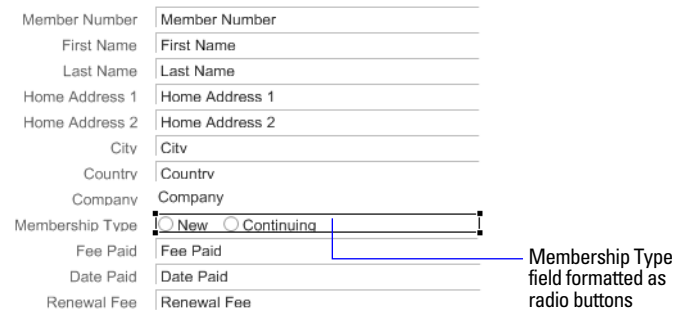 Member Number Member Number
First Name First Name
Last Name Last Name
Home Address 1 Home Address 1
Home Address 2 Home Address 2
City City
Country Country
Company Company
Membership Type New Continuing
Fee Paid Fee Paid
Date Paid Date Paid
Renewal Fee Renewal Fee
Membership Type
field formatted as
radio buttons